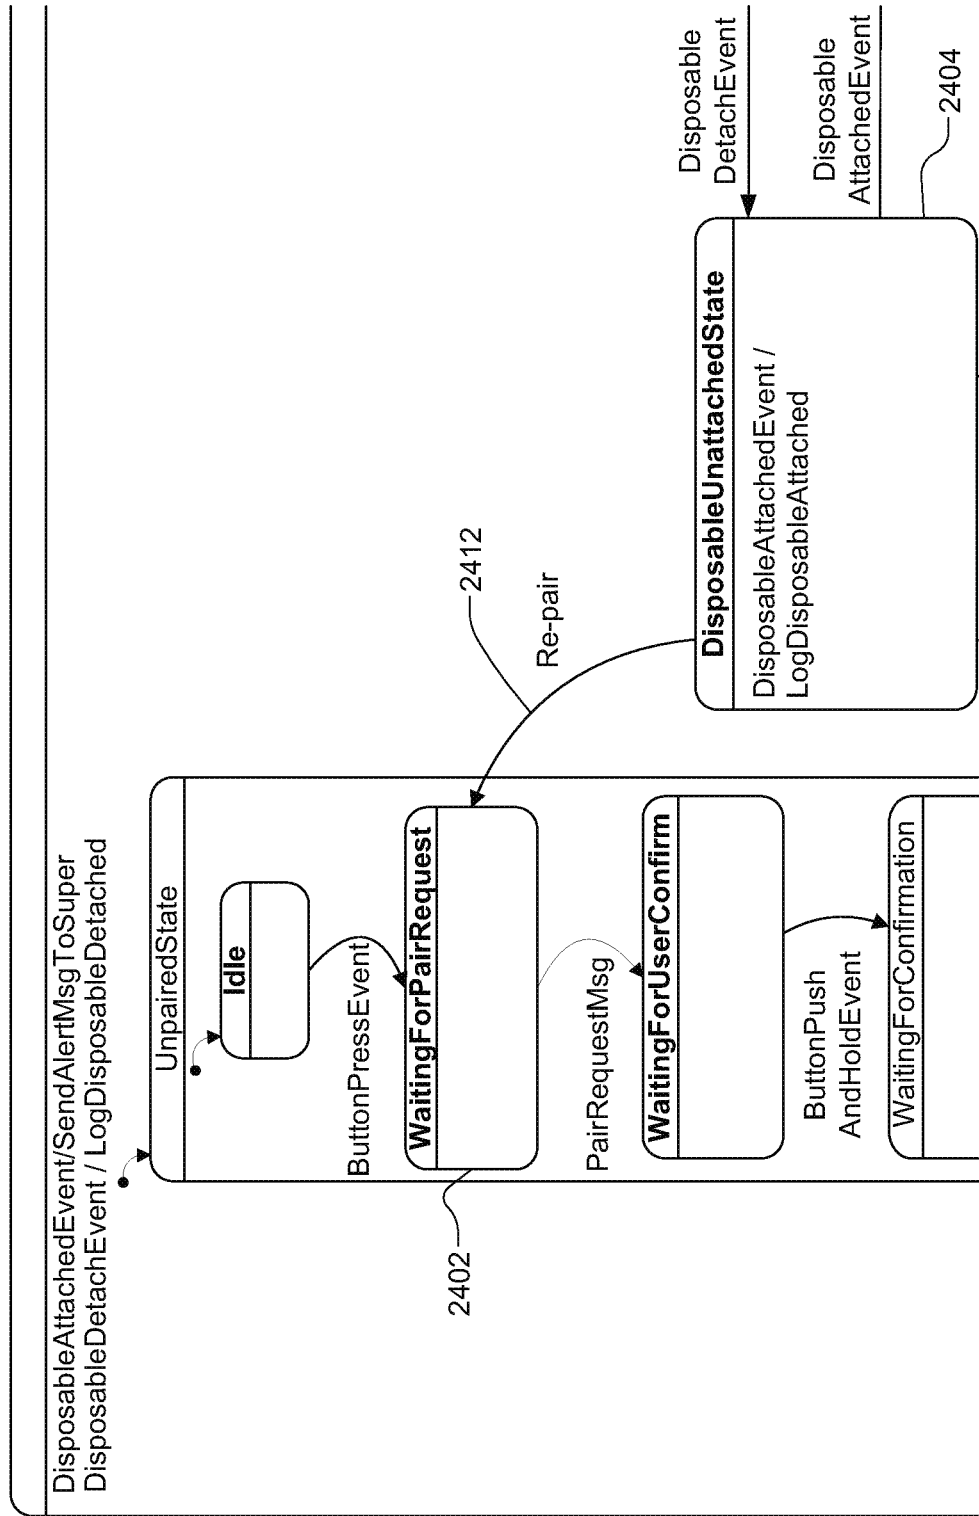 DisposableAttachedEvent/SendAlertMsgToSuper
DisposableDetachEvent / LogDisposableDetached
UnpairedState
Idle
ButtonPressEvent
WaitingForPairRequest
2402
PairRequestMsg
WaitingForUserConfirm
ButtonPush
AndHoldEvent
WaitingForConfirmation
2412
Re-pair
DisposableUnattachedState
DisposableAttachedEvent /
LogDisposableAttached
Disposable
DetachEvent
Disposable
AttachedEvent
2404